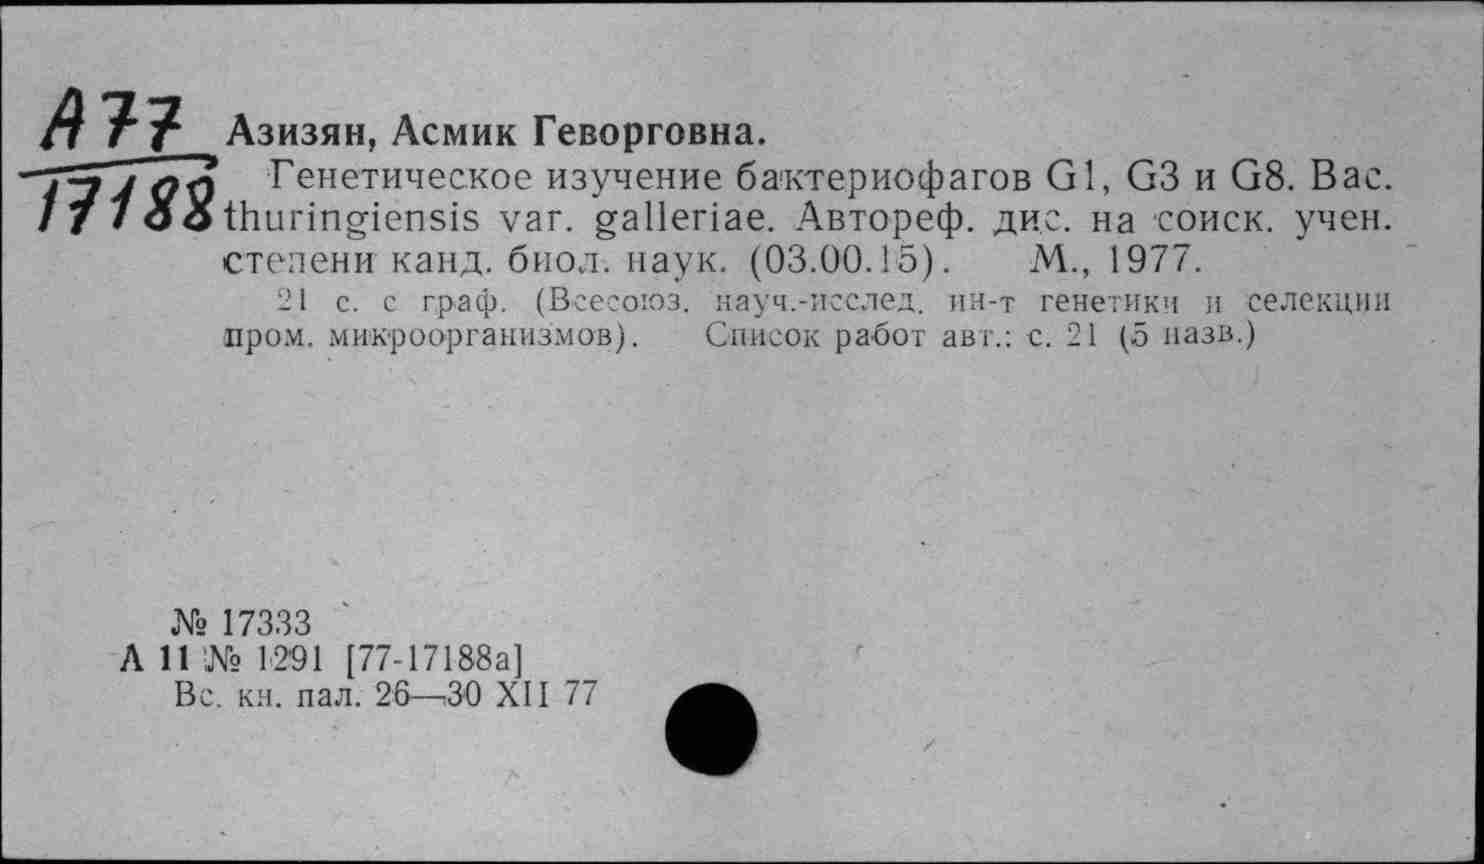 А77
17188
Азизян, Асмик Геворговна.
Генетическое изучение бактериофагов G1, G3 и G8. Вас.
thuringiensis var. galleriae. Автореф. дис. на соиск. учен.
степени канд. биол. наук. (03.00.15). М., 1977.
21 с. с граф. (Всесоюз. науч.-исслед. ин-т генетики и селекции
пром. микроорганизмов). Список работ авт.: с. 21 (5 назв.)
№ 17333
А 11 № 1291 [77-17188а]
Вс. кн. пал. 26—30 XII 77